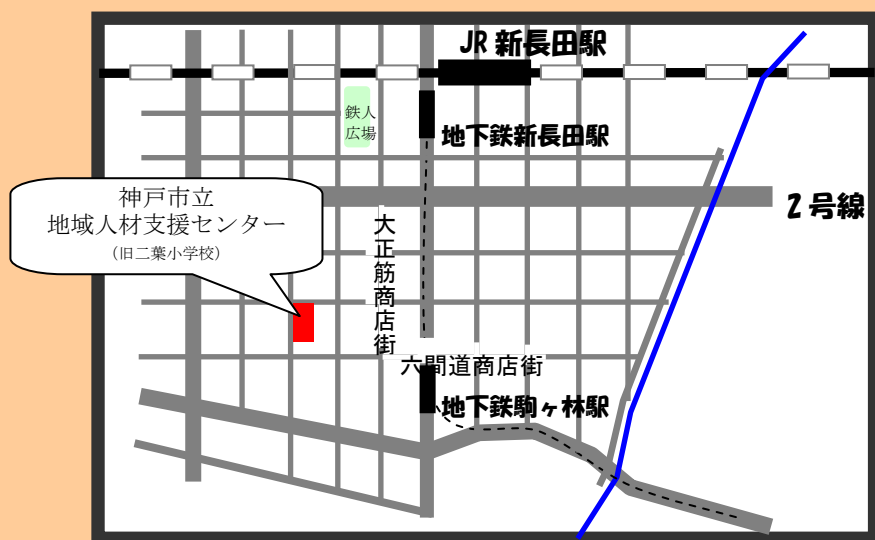 JR 新長田駅
鉄人
広場
地下鉄新長田駅
神戸市立
地域人材支援センター
(旧二葉小学校)
2号線
大正筋商店街
六間道商店街
地下鉄駒ヶ林駅